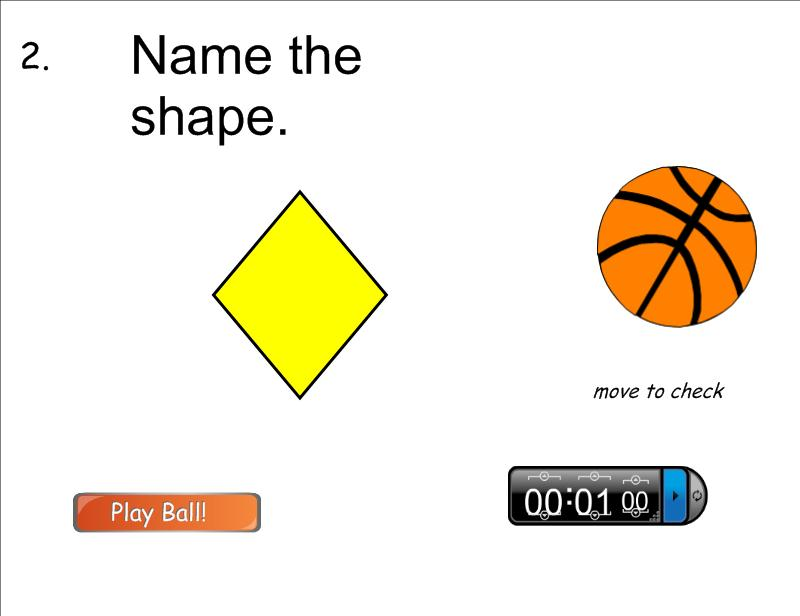 2.
Name the
shape.
move to check
Play Ball!
00:01 00